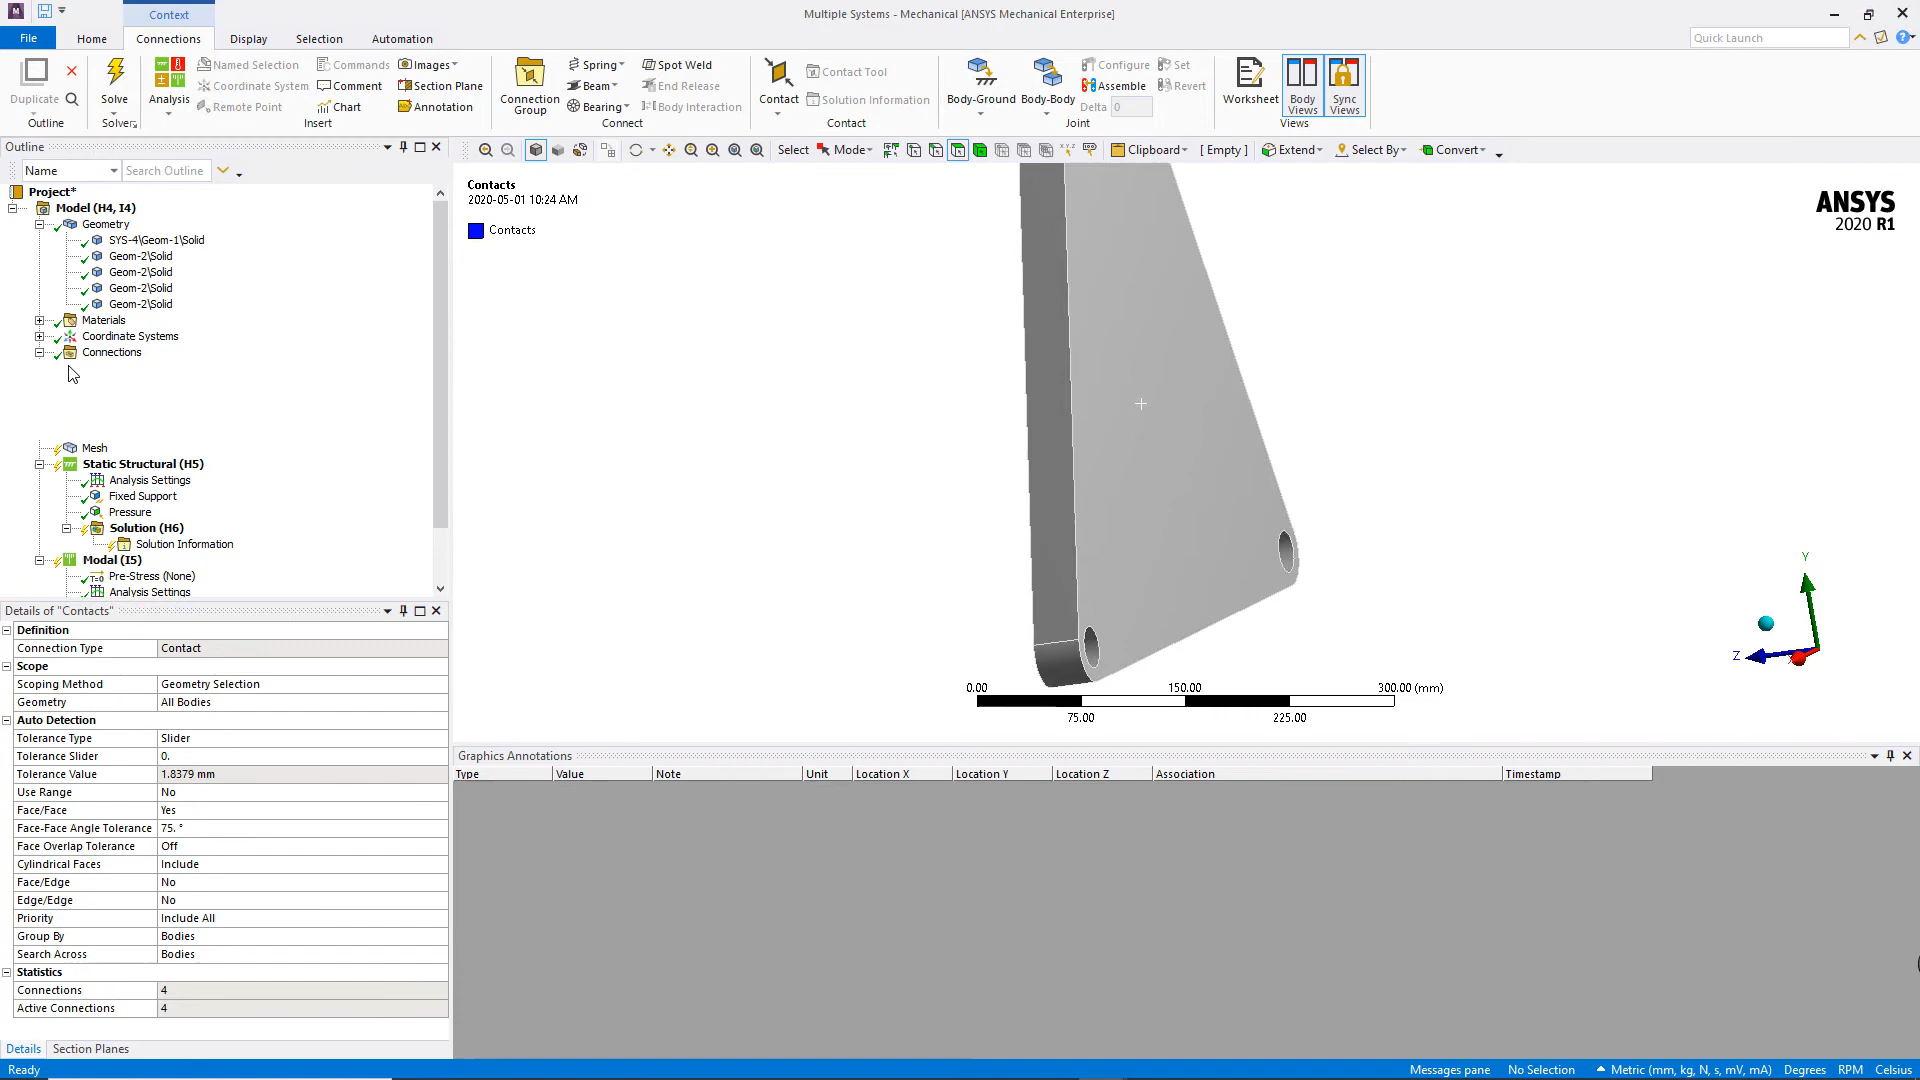 Context
Multiple Systems - Mechanical [ANSYS Mechanical Enterprise]
File
Home
Connections
Display
Selection
Automation
Quick Launch
Duplicate
Outline
Solve
Solver
Analysis
Named Selection
Coordinate System
Remote Point
Commands
Comment
Chart
Images
Section Plane
Annotation
Insert
Connection Group
Spring
Beam
Bearing
Spot Weld
End Release
Body Interaction
Connect
Contact
Contact Tool
Solution Information
Contact
Body-Ground
Body-Body
Configure
Assemble
Delta 0
Set
Revert
Joint
Worksheet
Body Views
Sync Views
Views
Outline
Name
Search Outline
Select
Mode
Clipboard
[ Empty ]
Extend
Select By
Convert
Project*
Model (H4, I4)
Geometry
SYS-4\Geom-1\Solid
Geom-2\Solid
Geom-2\Solid
Geom-2\Solid
Geom-2\Solid
Materials
Coordinate Systems
Connections
Mesh
Static Structural (H5)
Analysis Settings
Fixed Support
Pressure
Solution (H6)
Solution Information
Modal (I5)
T=0 Pre-Stress (None)
Analysis Settings
Contacts
2020-05-01 10:24 AM
Contacts
ANSYS
2020 R1
Y
Z
0.00
150.00
300.00 (mm)
75.00
225.00
Details of "Contacts"
Definition
Connection Type Contact
Scope
Scoping Method Geometry Selection
Geometry All Bodies
Auto Detection
Tolerance Type Slider
Tolerance Slider 0.
Tolerance Value 1.8379 mm
Use Range No
Face/Face Yes
Face-Face Angle Tolerance 75. °
Face Overlap Tolerance Off
Cylindrical Faces Include
Face/Edge No
Edge/Edge No
Priority Include All
Group By Bodies
Search Across Bodies
Statistics
Connections 4
Active Connections 4
Details
Section Planes
Graphics Annotations
Type Value Note Unit Location X Location Y Location Z Association Timestamp
Ready
Messages pane
No Selection
Metric (mm, kg, N, s, mV, mA)
Degrees
RPM
Celsius